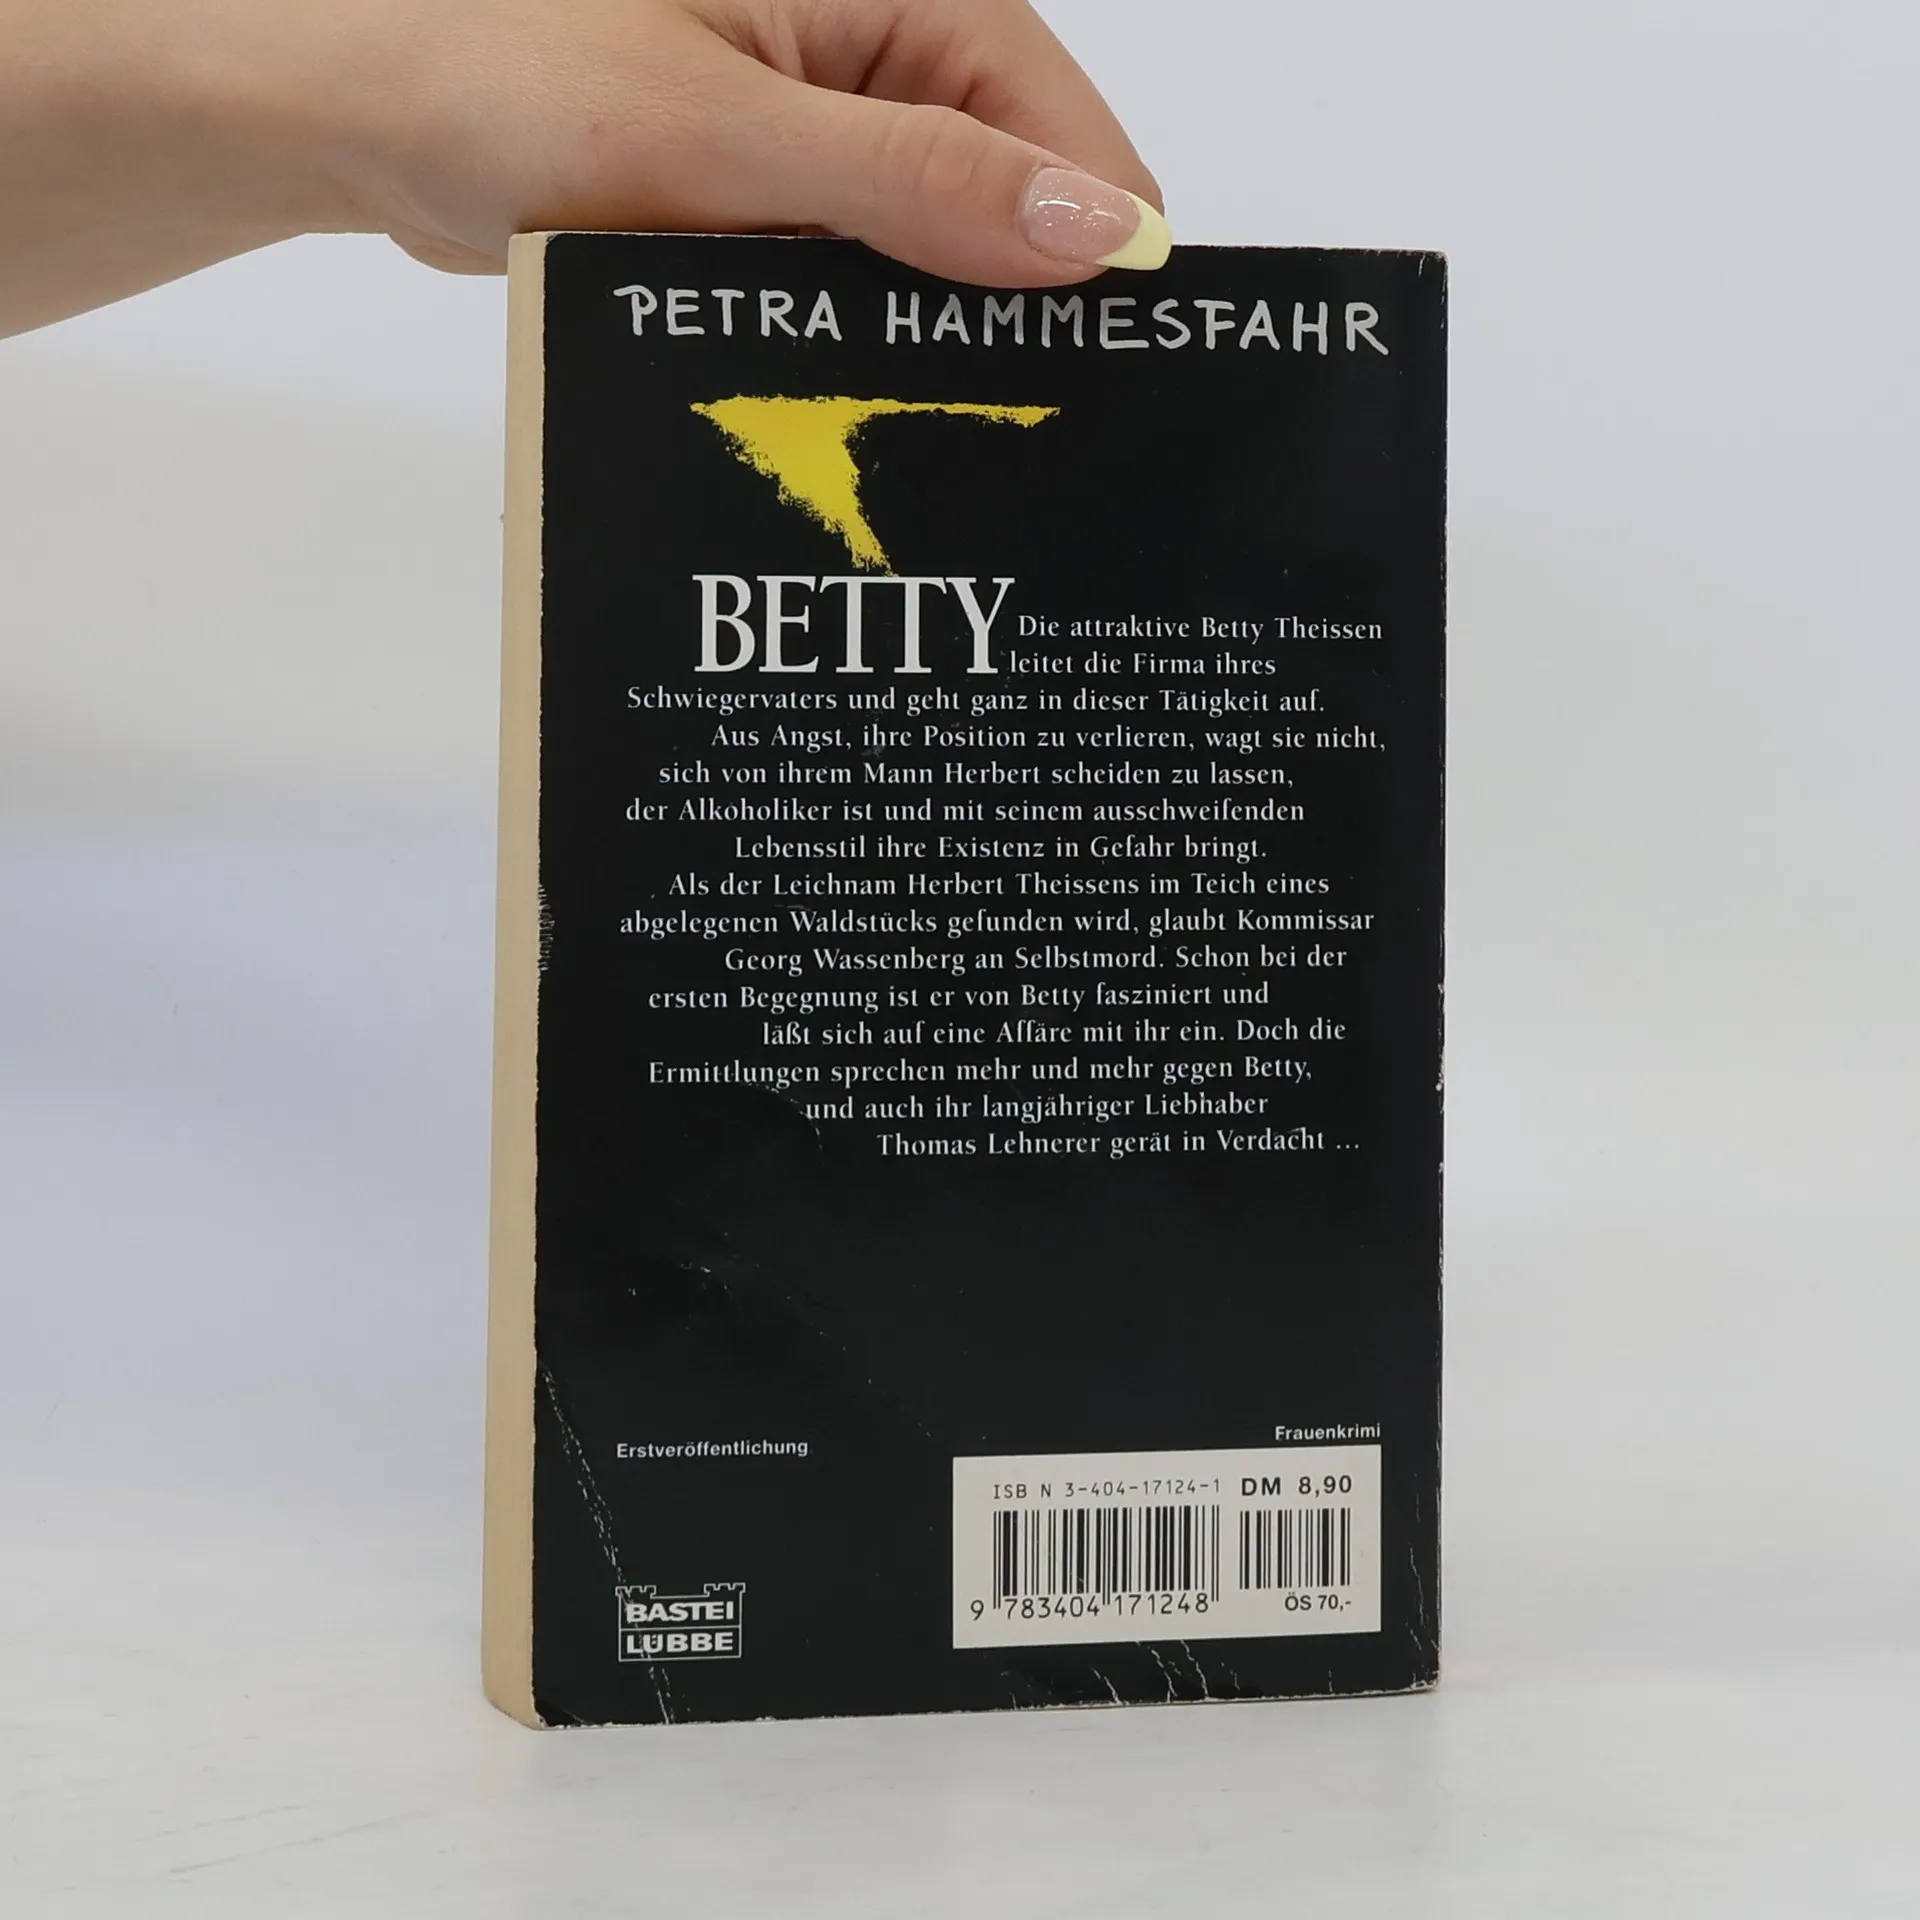 PETRA HAMMESFAHR
BETTY Die attraktive Betty Theissen
leitet die Firma ihres
Schwiegervaters und geht ganz in dieser Tätigkeit auf.
Aus Angst, ihre Position zu verlieren, wagt sie nicht,
sich von ihrem Mann Herbert scheiden zu lassen,
der Alkoholiker ist und mit seinem ausschweifenden
Lebensstil ihre Existenz in Gefahr bringt.
Als der Leichnam Herbert Theissens im Teich eines
abgelegenen Waldstücks gefunden wird, glaubt Kommissar
Georg Wassenberg an Selbstmord. Schon bei der
ersten Begegnung ist er von Betty fasziniert und
läßt sich auf eine Affäre mit ihr ein. Doch die
Ermittlungen sprechen mehr und mehr gegen Betty,
und auch ihr langjähriger Liebhaber
Thomas Lehnerer gerät in Verdacht ...
Erstveröffentlichung
Frauenkrimi
ISBN 3-404-17124-1 DM 8,90
9 783404 171248
ÖS 70,-
BASTEI
LÜBBE